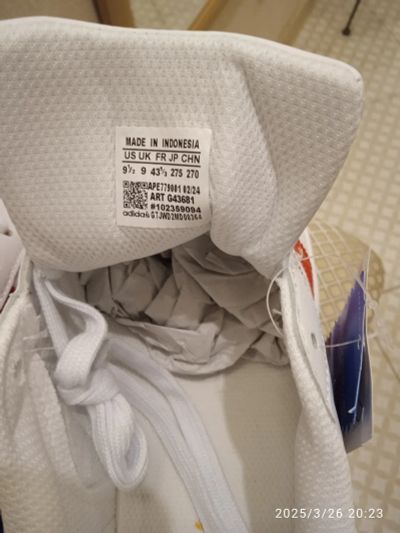 MADE IN INDONESIA
US UK FR JP CHN
9½ 9 43⅓ 275 270
APE779001 02/24
ART G43681
#102359094
adidas GTJWD2MD00364
2025/3/26 20:23